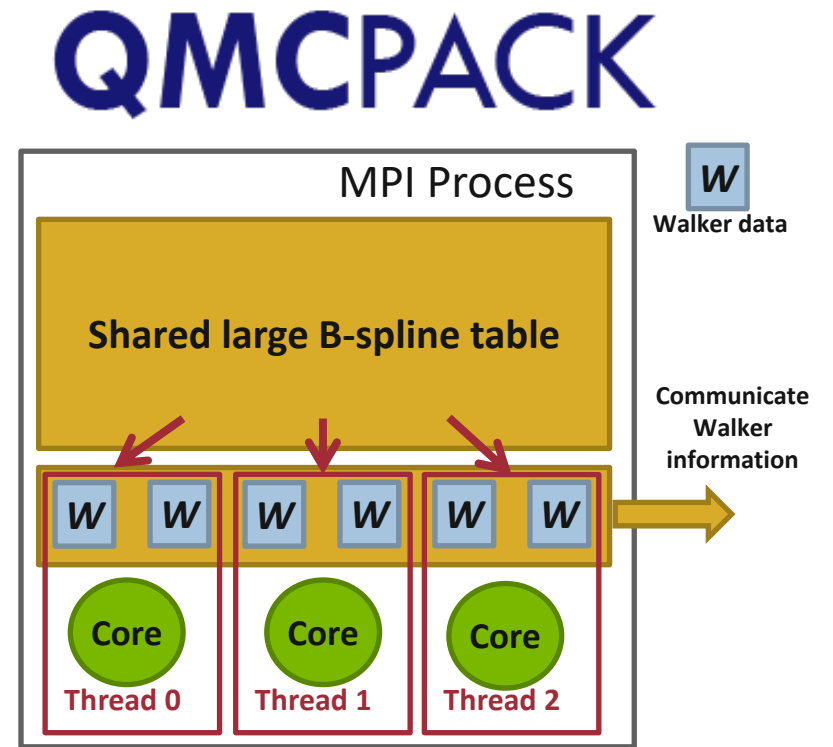 QMCPACK
MPI Process
W
Walker data
Shared large B-spline table
Communicate
Walker
information
W W W W W W
Core Core Core
Thread 0 Thread 1 Thread 2